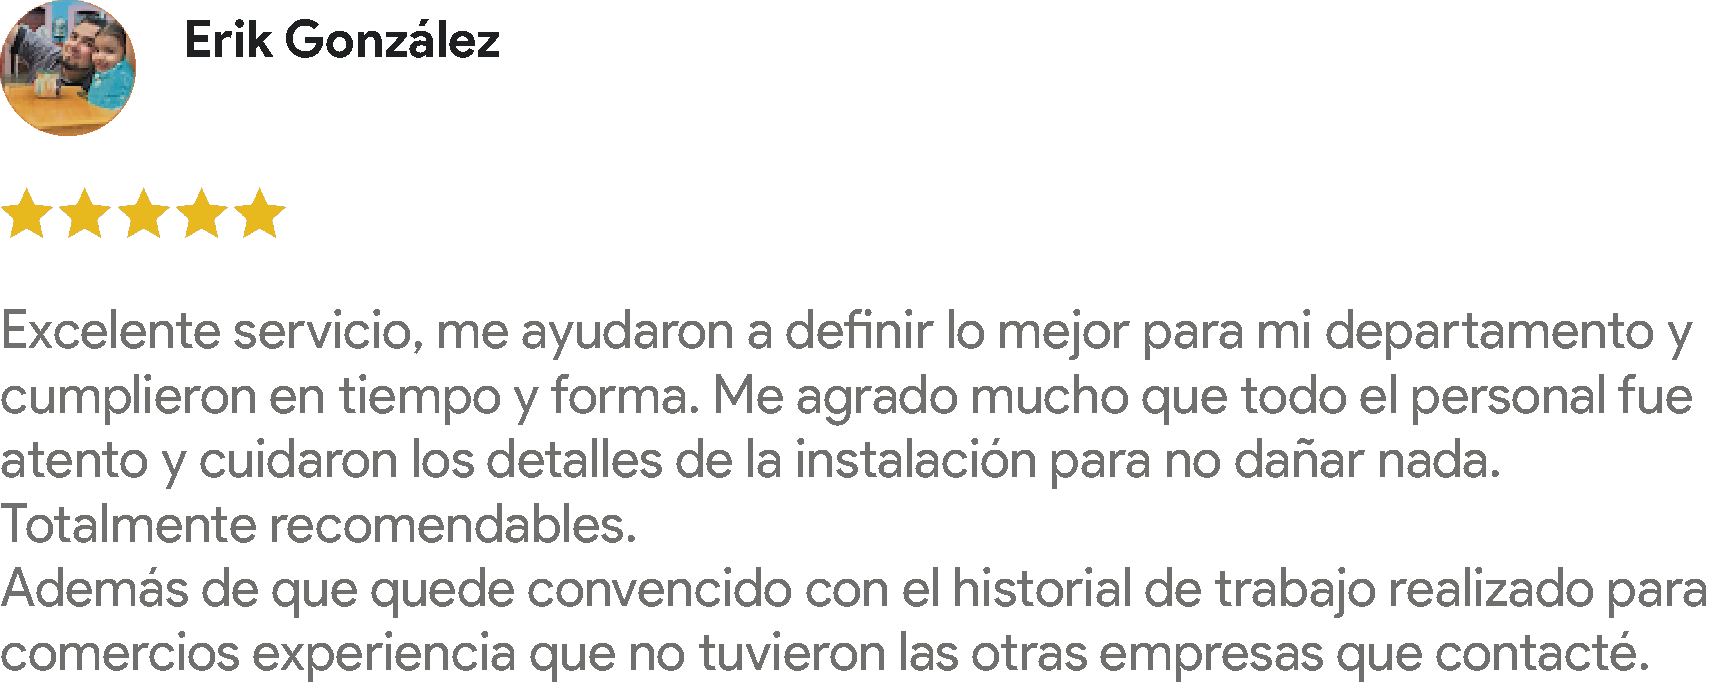 Erik González
Excelente servicio, me ayudaron a definir lo mejor para mi departamento y
cumplieron en tiempo y forma. Me agrado mucho que todo el personal fue
atento y cuidaron los detalles de la instalación para no dañar nada.
Totalmente recomendables.
Además de que quede convencido con el historial de trabajo realizado para
comercios experiencia que no tuvieron las otras empresas que contacté.